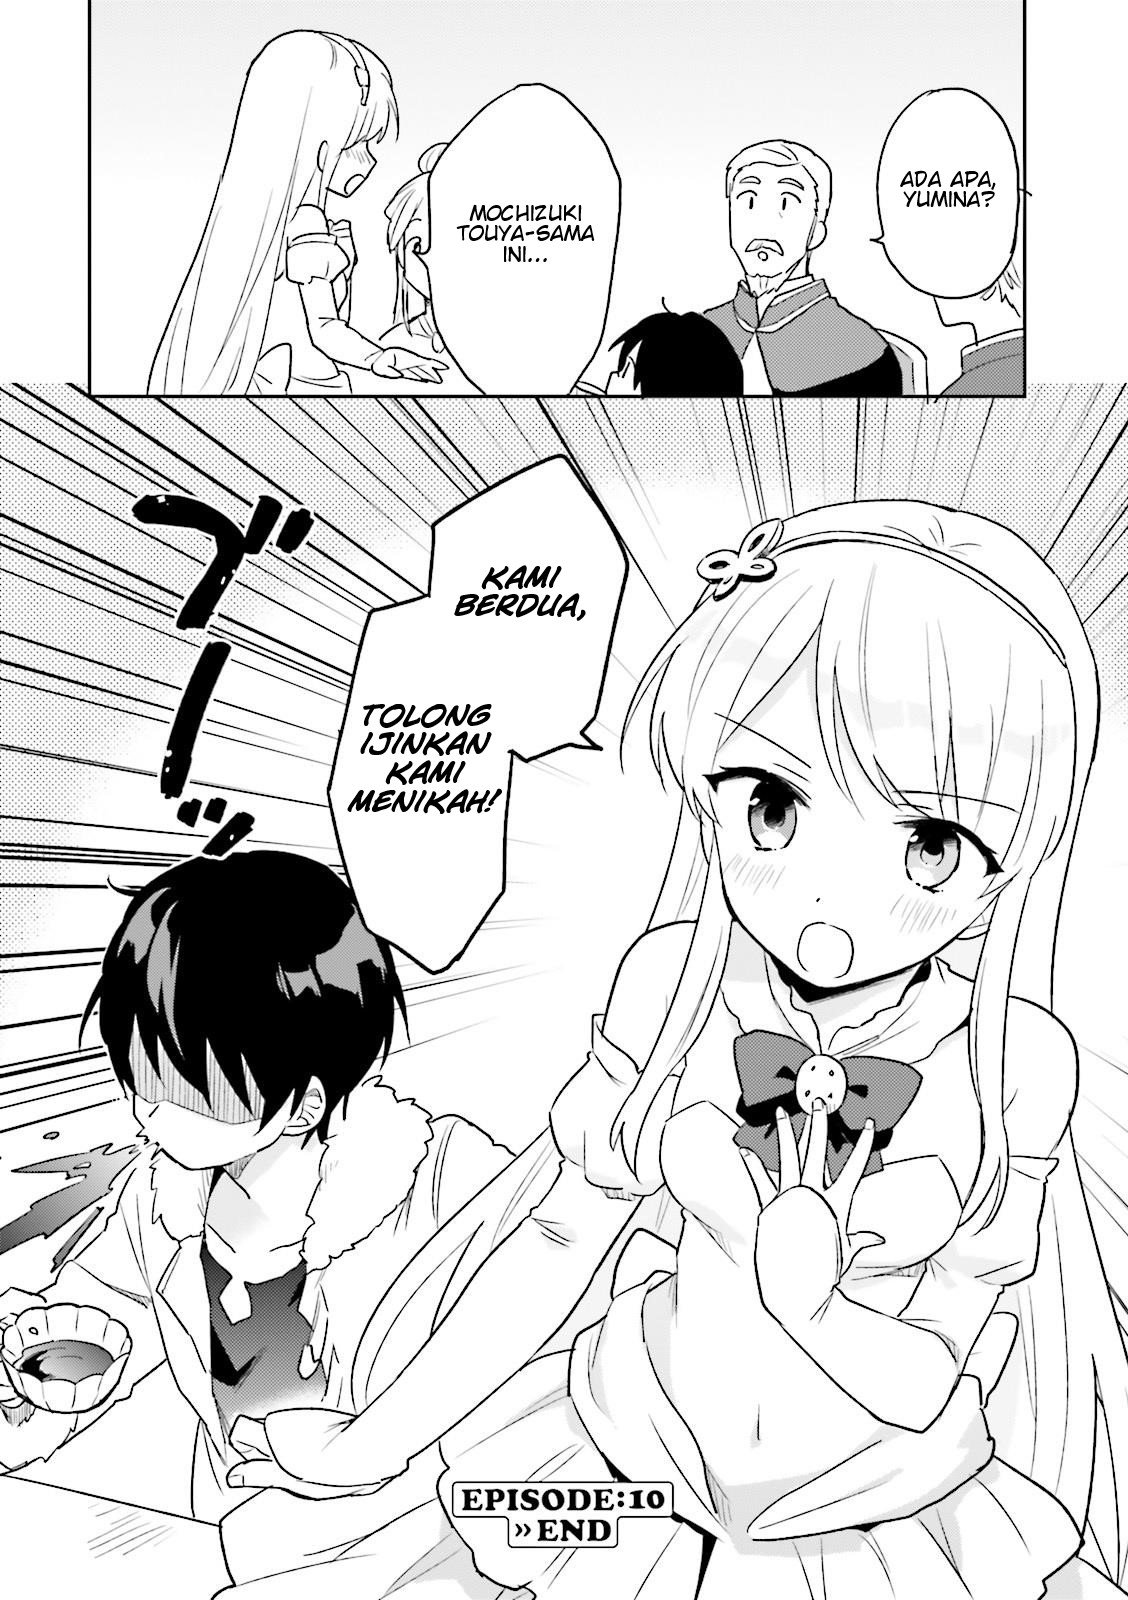 ADA APA,
YUMINA?
MOCHIZUKI
TOUYA-SAMA
INI...
KAMI
BERDUA,
TOLONG
IJINKAN
KAMI
MENIKAH!
ブーッ
EPISODE:10
» END